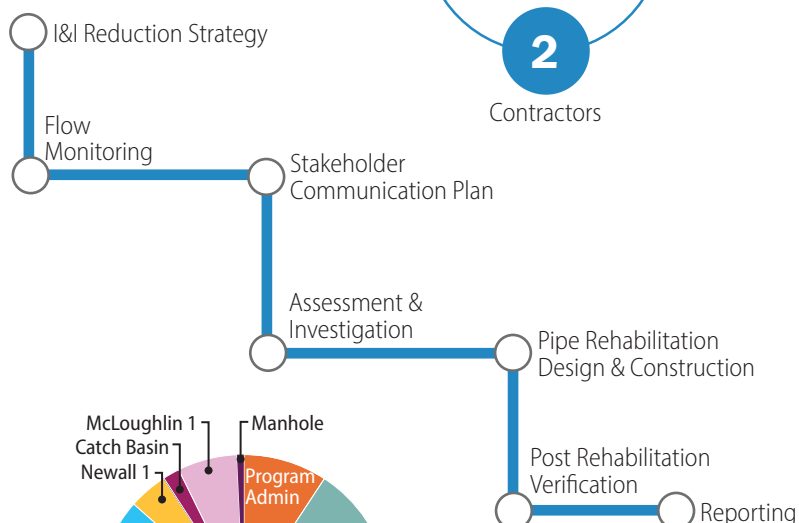 I&I Reduction Strategy
2
Contractors
Flow
Monitoring
Stakeholder
Communication Plan
Assessment &
Investigation
Pipe Rehabilitation
Design & Construction
McLoughlin 1
Manhole
Catch Basin
Newall 1
Program
Admin
Post Rehabilitation
Verification
Reporting